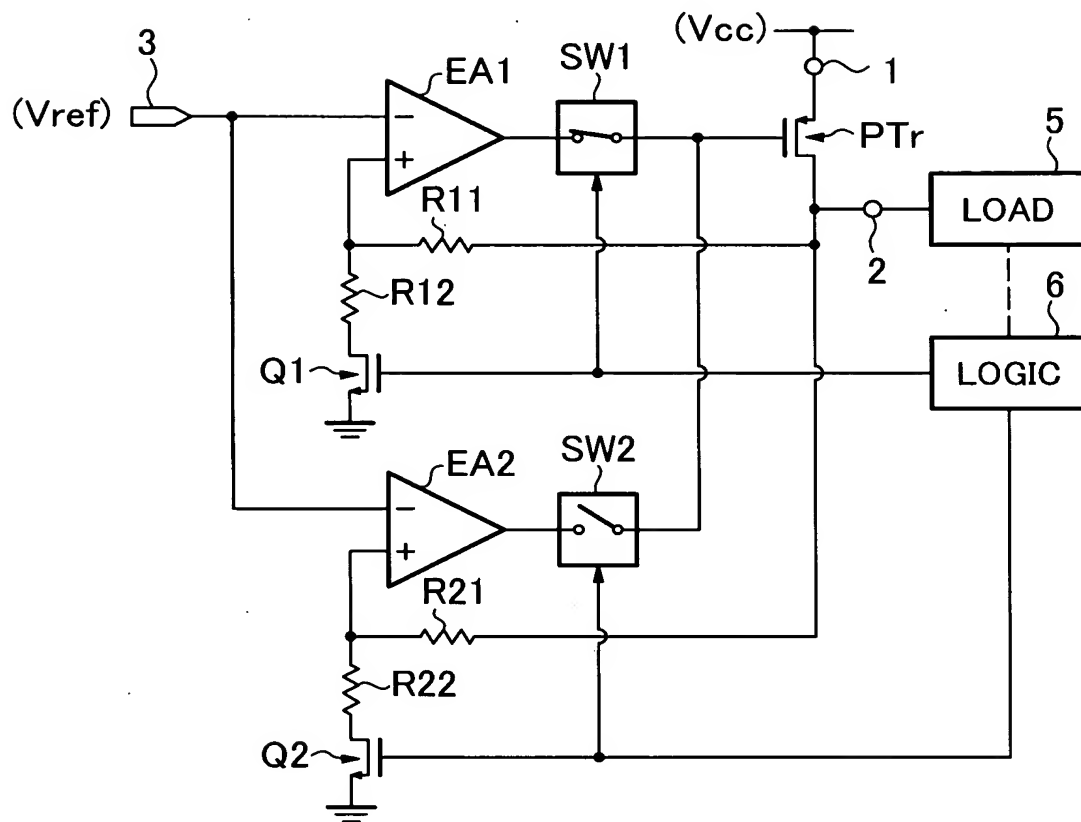 3
(Vref)
EA1
−
+
SW1
(Vcc)
1
PTr
5
LOAD
2
R11
R12
Q1
6
LOGIC
EA2
−
+
SW2
R21
R22
Q2